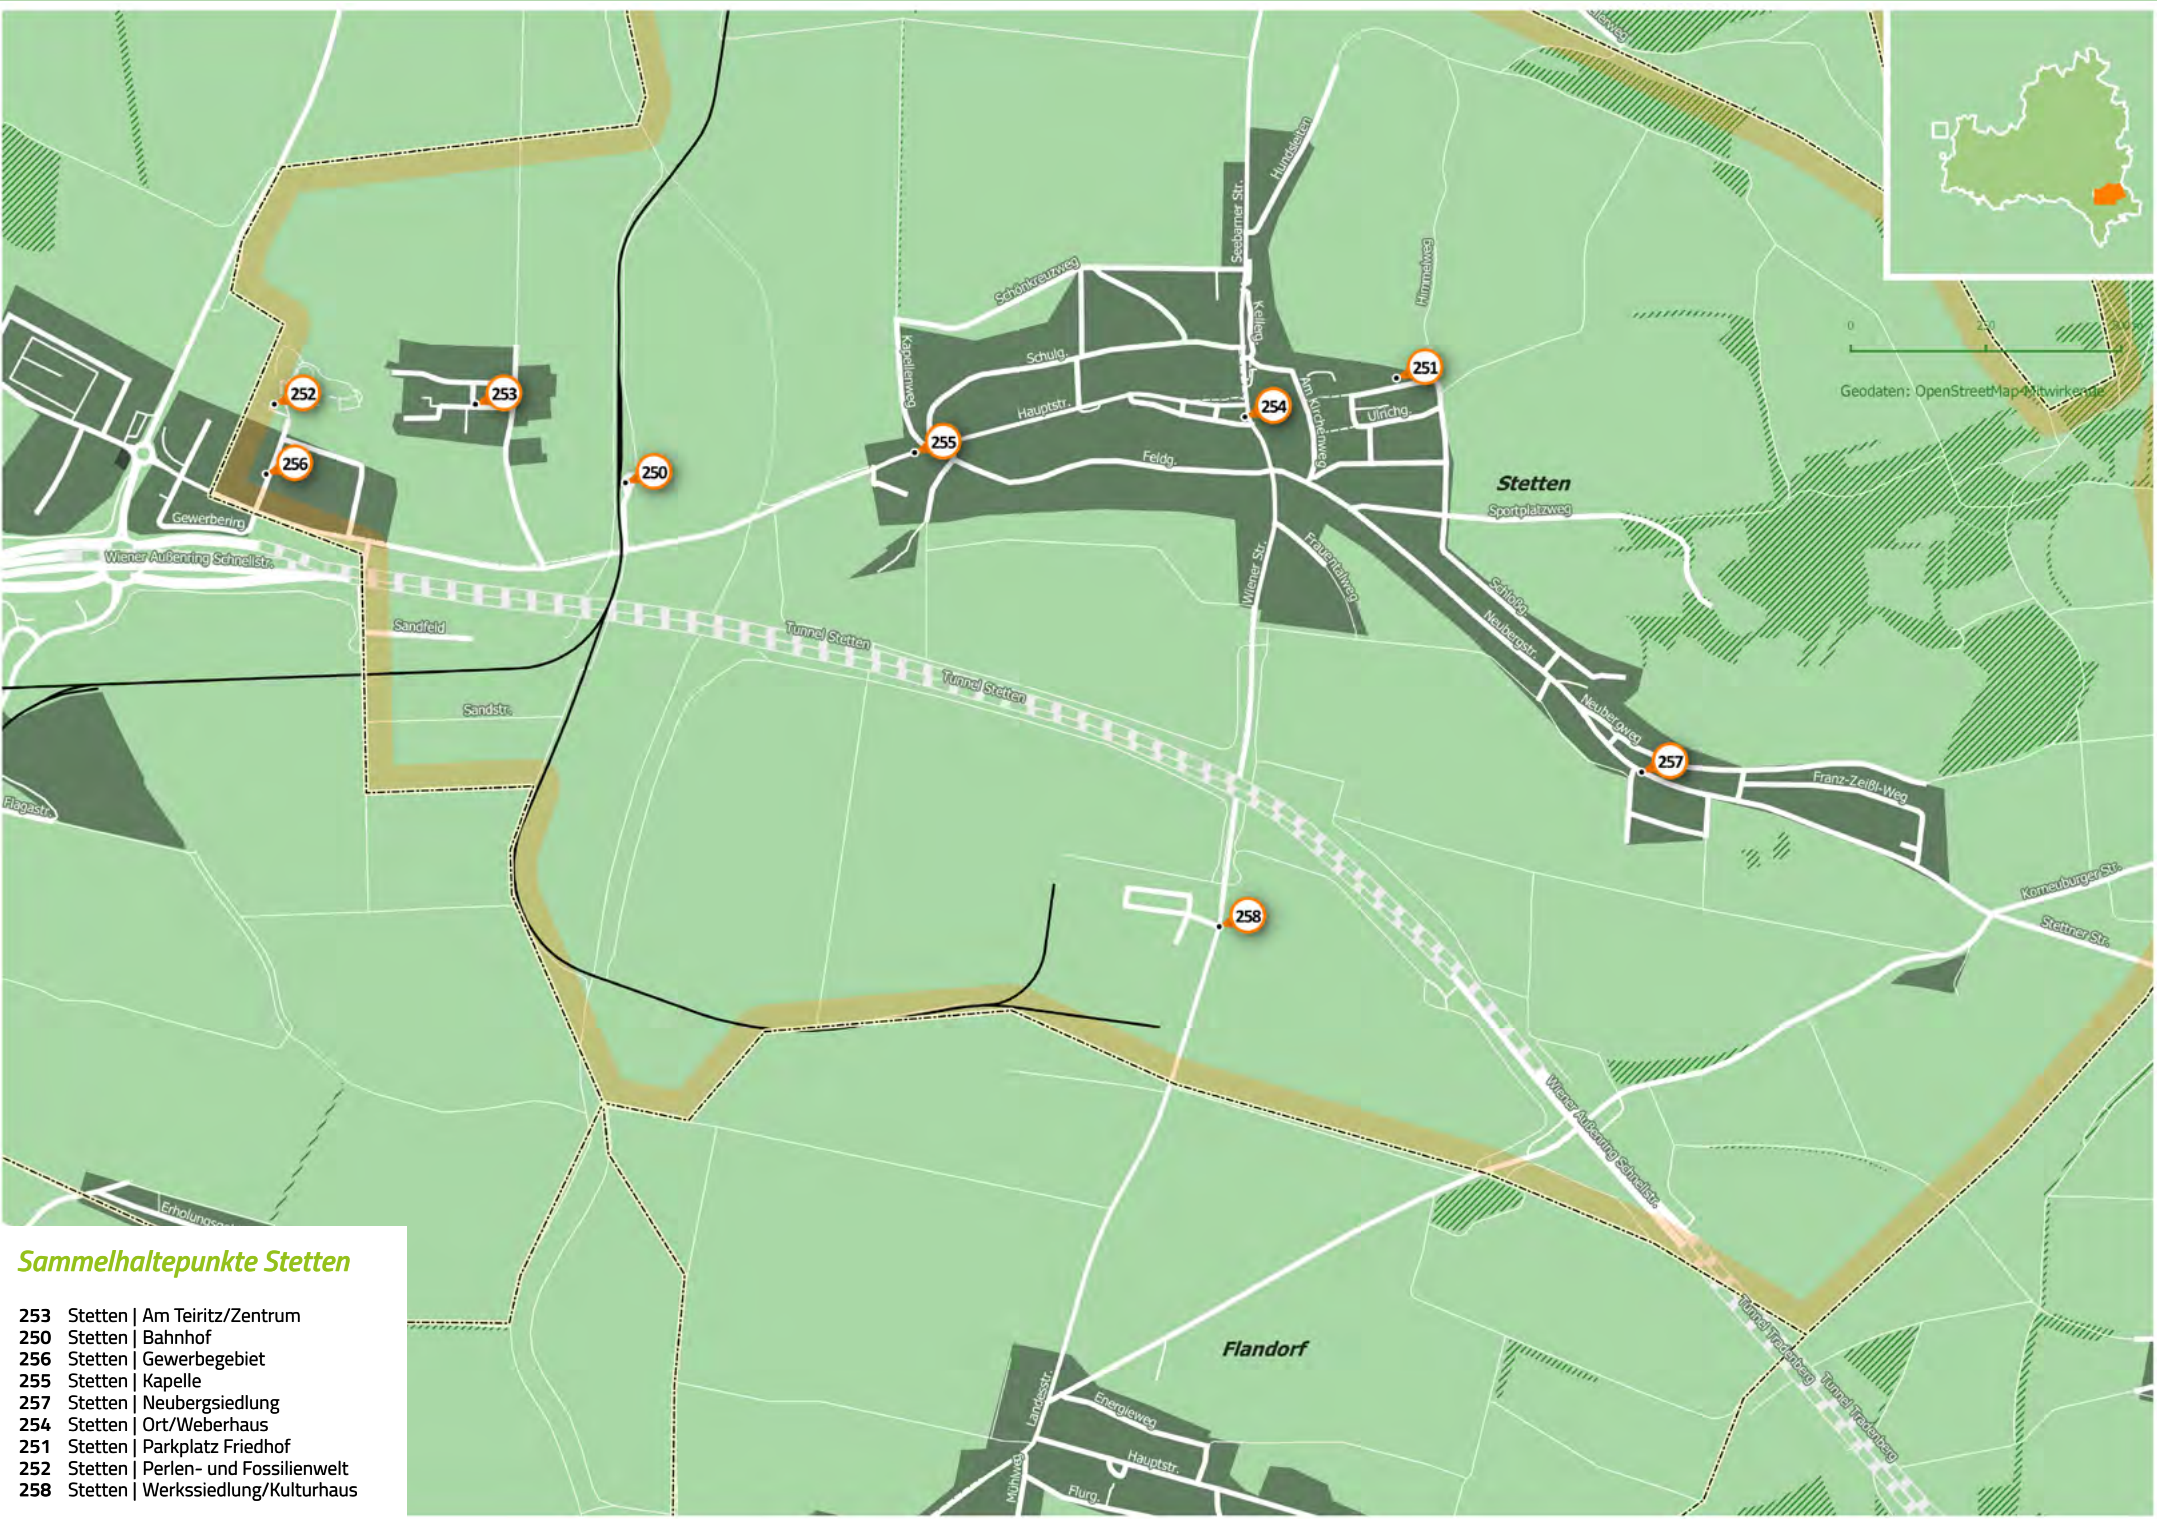 Hundsleiten
Seebarner Str.
Himmelweg
Schönkreuzweg
Kellerg.
0
Geodaten: OpenStreetMap-Mitwirkende
Kapellenweg
Schulg.
251
252
253
254
Am Kirchenweg
Hauptstr.
Ulrichg.
255
256
250
Feldg.
Stetten
Sportplatzweg
Gewerbering
Wiener Außenring Schnellstr.
Wiener Str.
Frauentalweg
Schloßg.
Sandfeld
Tunnel Stetten
Neubergstr.
Tunnel Stetten
Sandstr.
Neubergweg
257
Franz-Zeißl-Weg
Flagastr.
Korneuburger Str.
258
Stettner Str.
Wiener Außenring Schnellstr.
Flandorf
Tunnel Tradenberg
Tunnel Tradenberg
Landesstr.
Energieweg
Hauptstr.
Mühlweg
Flurg.
Sammelhaltepunkte Stetten
253 Stetten | Am Teiritz/Zentrum
250 Stetten | Bahnhof
256 Stetten | Gewerbegebiet
255 Stetten | Kapelle
257 Stetten | Neubergsiedlung
254 Stetten | Ort/Weberhaus
251 Stetten | Parkplatz Friedhof
252 Stetten | Perlen- und Fossilienwelt
258 Stetten | Werkssiedlung/Kulturhaus